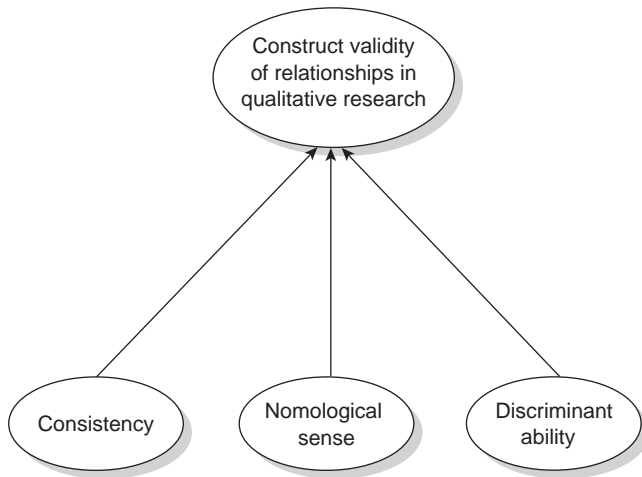 Construct validity
of relationships in
qualitative research
Consistency
Nomological
sense
Discriminant
ability